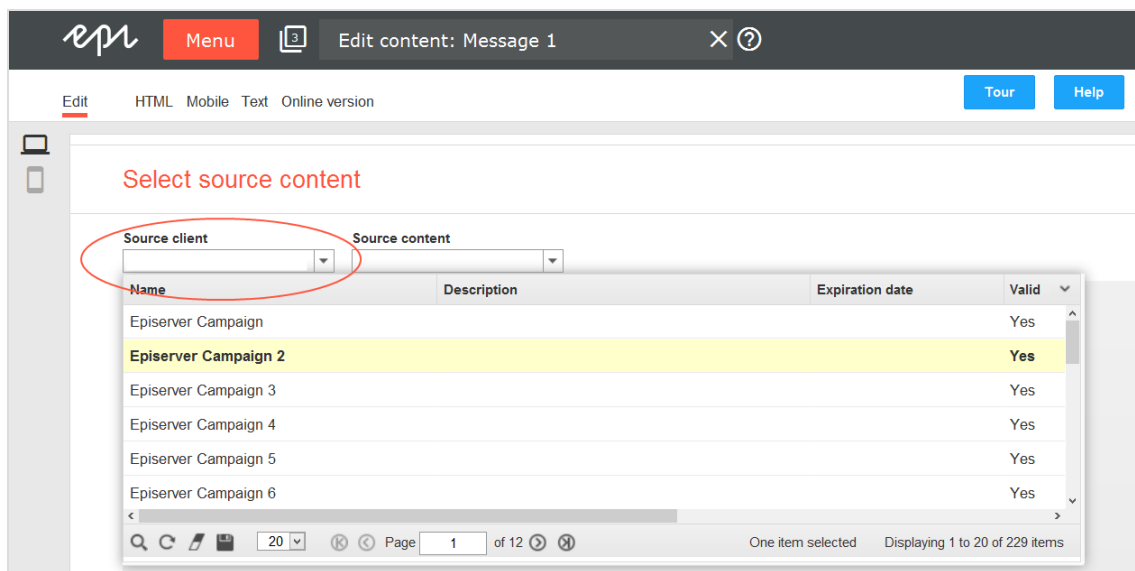 epi Menu 3 Edit content: Message 1
Edit HTML Mobile Text Online version Tour Help
Select source content
Source client Source content
Name Description Expiration date Valid
Episerver Campaign Yes
Episerver Campaign 2 Yes
Episerver Campaign 3 Yes
Episerver Campaign 4 Yes
Episerver Campaign 5 Yes
Episerver Campaign 6 Yes
20 Page 1 of 12 One item selected Displaying 1 to 20 of 229 items